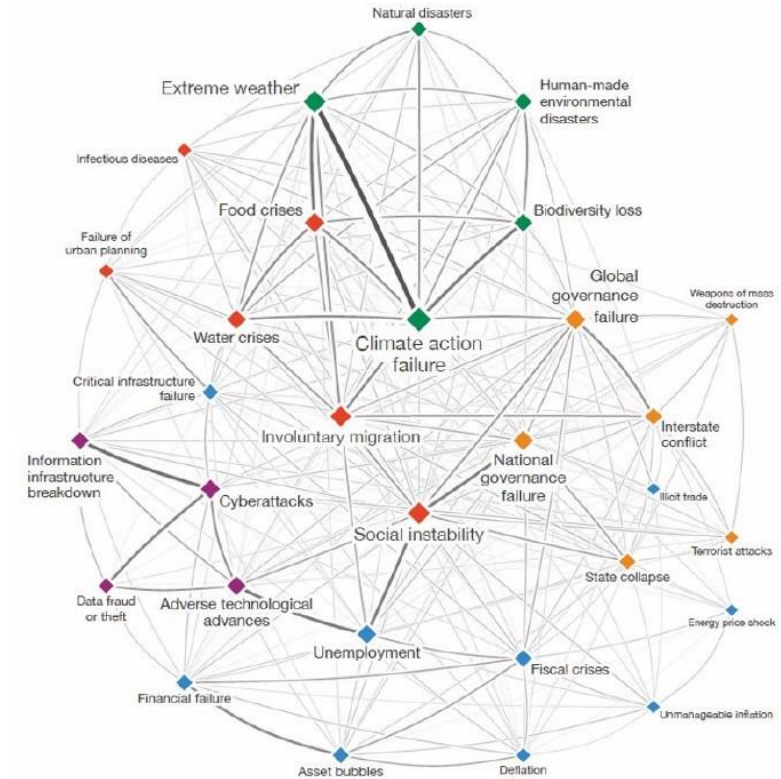 Natural disasters
Extreme weather
Human-made
environmental
disasters
Infectious diseases
Food crises
Biodiversity loss
Failure of
urban planning
Global
governance
failure
Weapons of mass
destruction
Water crises
Climate action
failure
Critical infrastructure
failure
Involuntary migration
Interstate
conflict
Information
infrastructure
breakdown
National
governance
failure
Cyberattacks
Illicit trade
Social instability
Terrorist attacks
State collapse
Data fraud
or theft
Adverse technological
advances
Energy price shock
Unemployment
Fiscal crises
Financial failure
Unmanageable inflation
Asset bubbles
Deflation